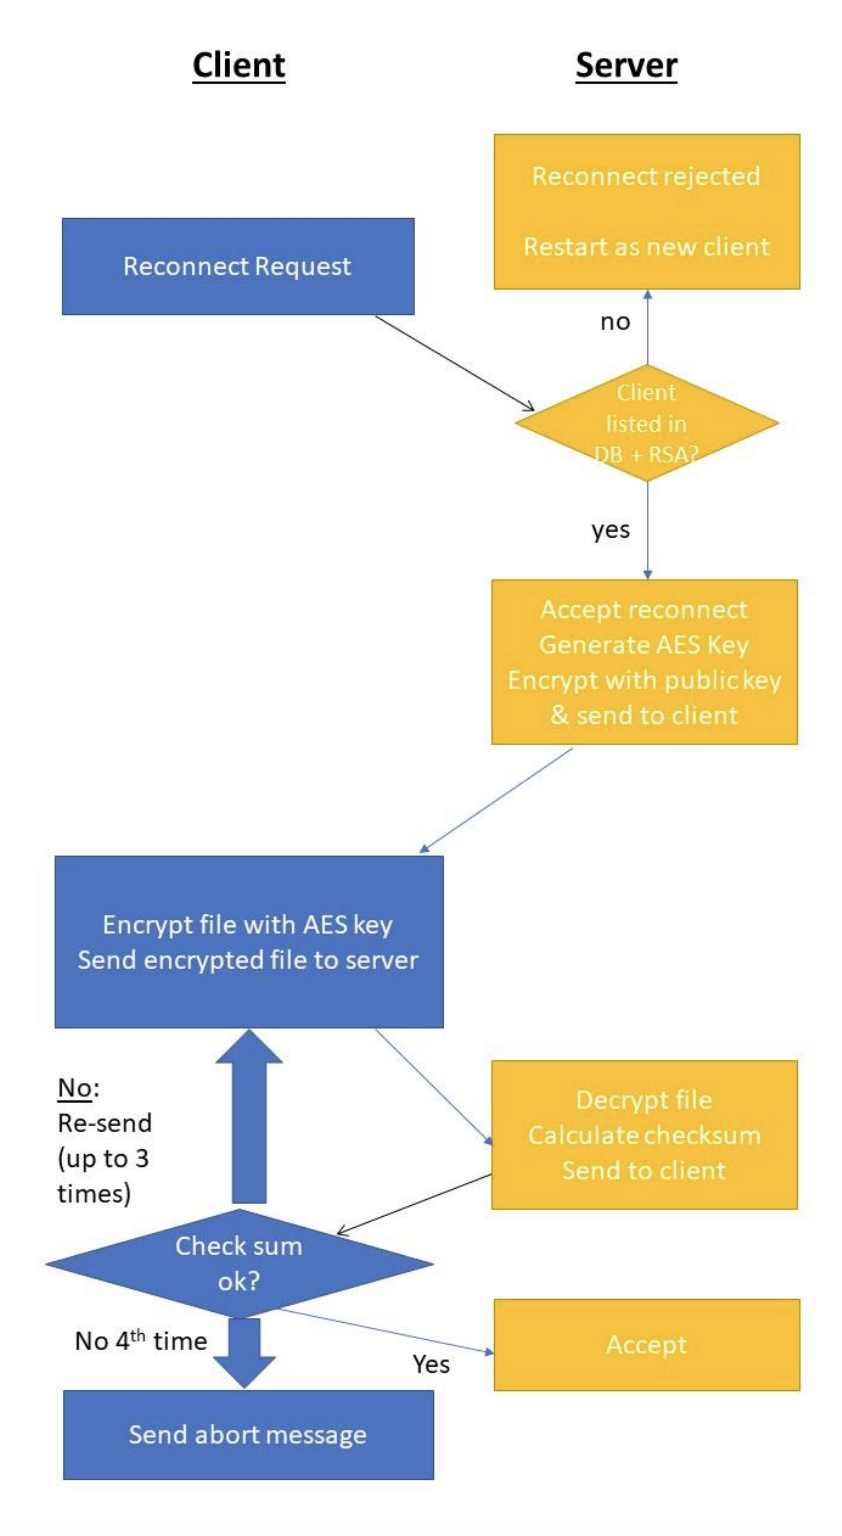 Client
Server
Reconnect rejected
Restart as new client
Reconnect Request
no
Client
listed in
DB + RSA?
yes
Accept reconnect
Generate AES Key
Encrypt with public key
& send to client
Encrypt file with AES key
Send encrypted file to server
No:
Re-send
(up to 3
times)
Decrypt file
Calculate checksum
Send to client
Check sum
ok?
No 4th time
Yes
Accept
Send abort message